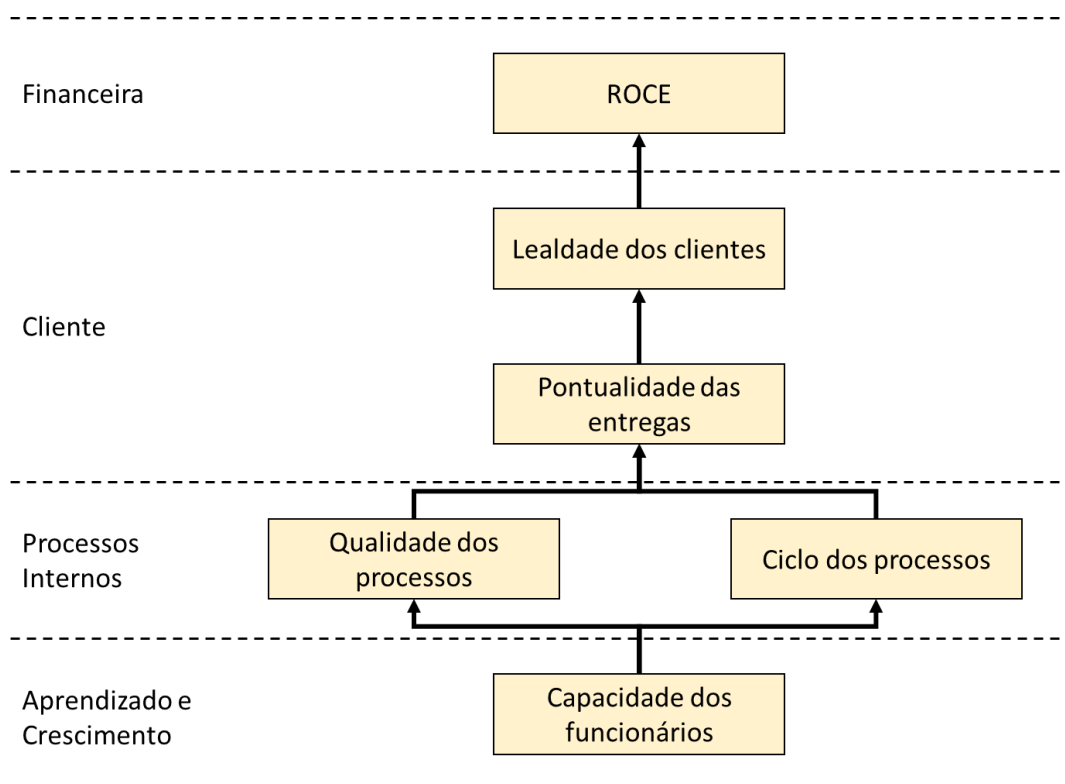 Financeira
ROCE
Cliente
Lealdade dos clientes
Pontualidade das
entregas
Processos
Internos
Qualidade dos
processos
Ciclo dos processos
Aprendizado e
Crescimento
Capacidade dos
funcionários